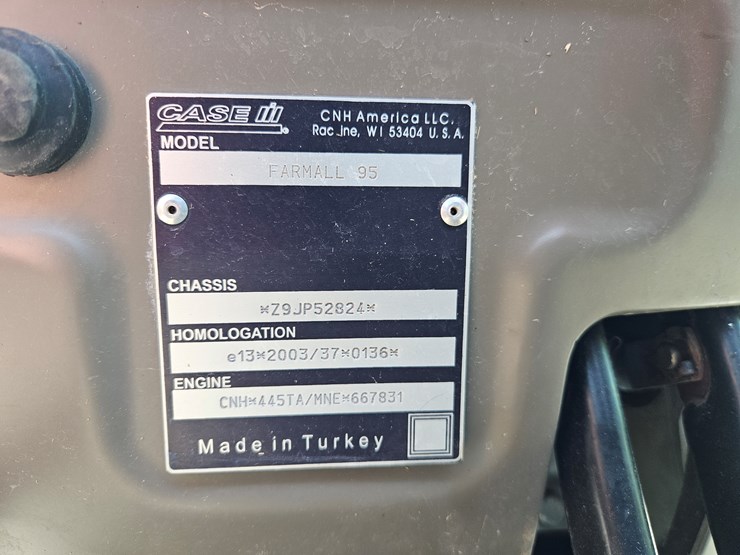 CASE IH
CNH America LLC.
Racine, WI 53404 U.S.A.
MODEL
FARMALL 95
CHASSIS
*Z9JP52824*
HOMOLOGATION
e13*2003/37*0136*
ENGINE
CNH*445TA/MNE*667831
Made in Turkey